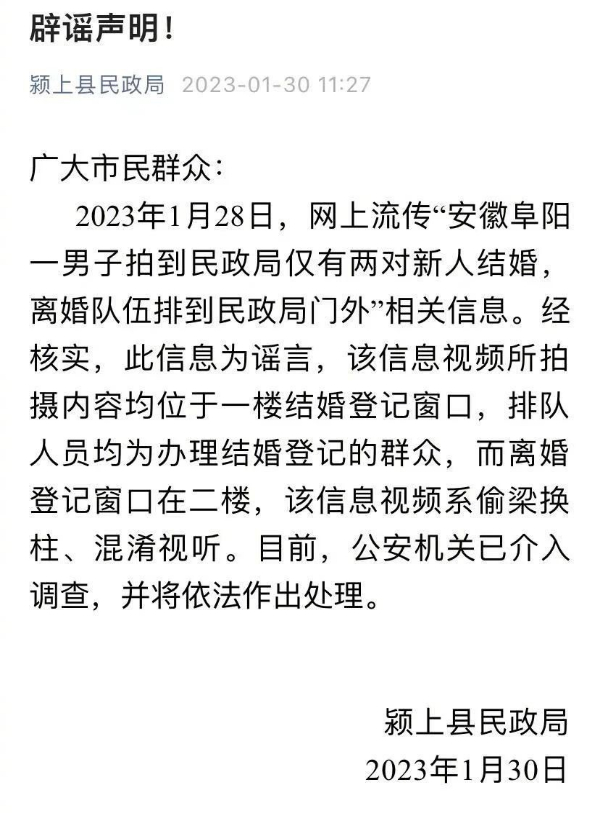 辟谣声明！
颍上县民政局 2023-01-30 11:27
广大市民群众：
2023年1月28日，网上流传“安徽阜阳
一男子拍到民政局仅有两对新人结婚，
离婚队伍排到民政局门外”相关信息。经
核实，此信息为谣言，该信息视频所拍
摄内容均位于一楼结婚登记窗口，排队
人员均为办理结婚登记的群众，而离婚
登记窗口在二楼，该信息视频系偷梁换
柱、混淆视听。目前，公安机关已介入
调查，并将依法作出处理。
颍上县民政局
2023年1月30日